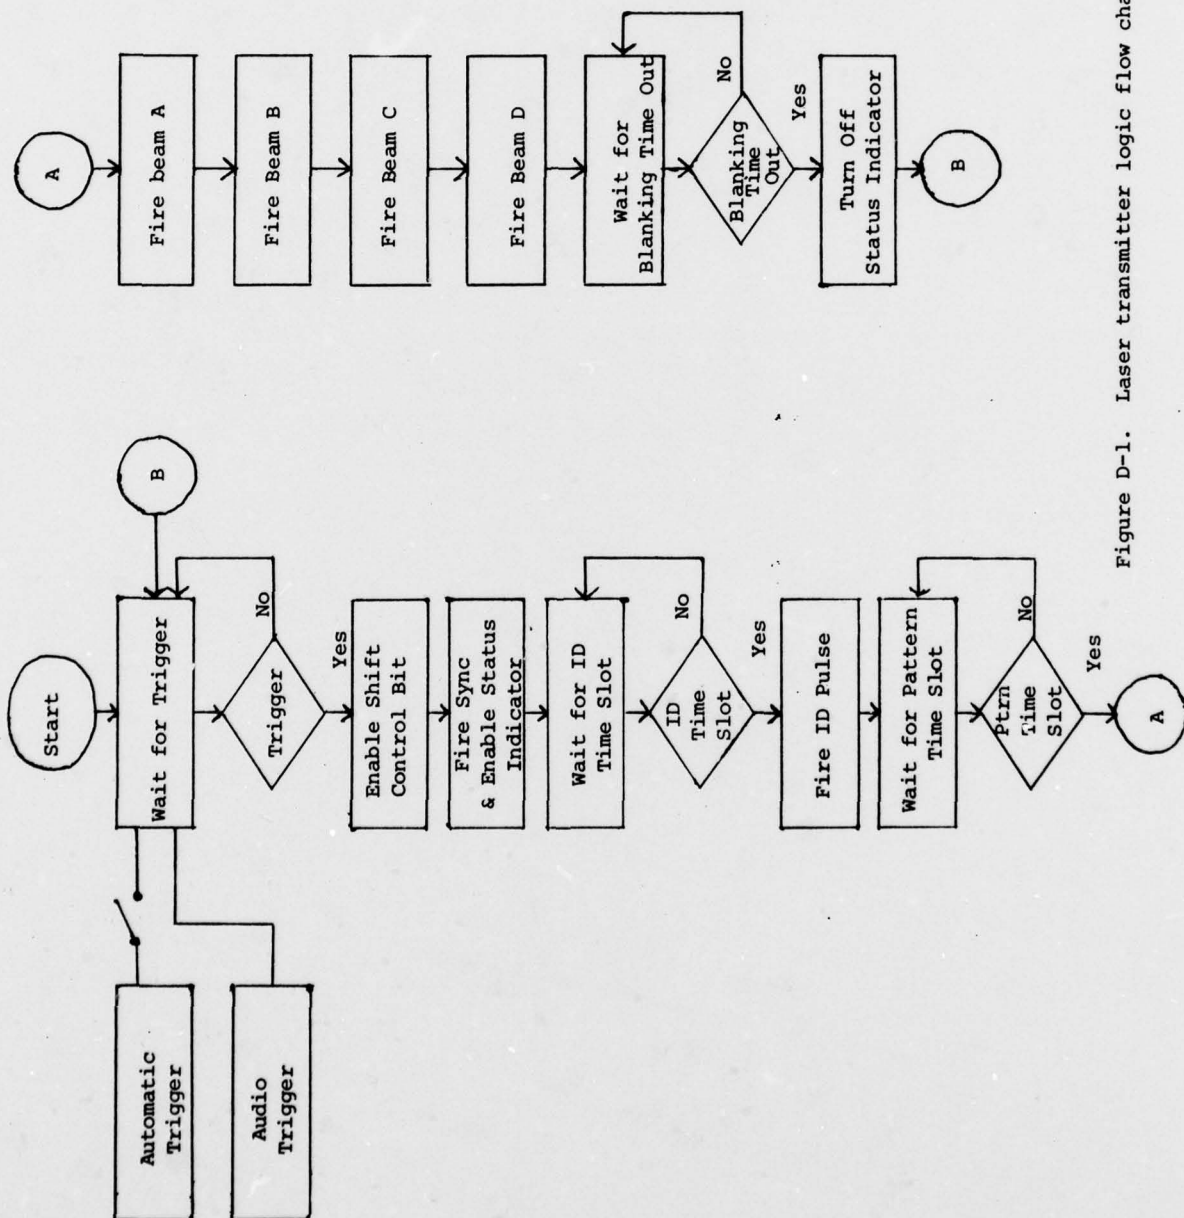 Start
B
Automatic
Trigger
Audio
Trigger
Wait for Trigger
Trigger
No
Yes
Enable Shift
Control Bit
Fire Sync
& Enable Status
Indicator
Wait for ID
Time Slot
ID
Time
Slot
No
Yes
Fire ID Pulse
Wait for Pattern
Time Slot
Ptrn
Time
Slot
No
Yes
A
A
Fire beam A
Fire Beam B
Fire Beam C
Fire Beam D
Wait for
Blanking Time Out
Blanking
Time
Out
No
Yes
Turn Off
Status Indicator
B
Figure D-1. Laser transmitter logic flow cha